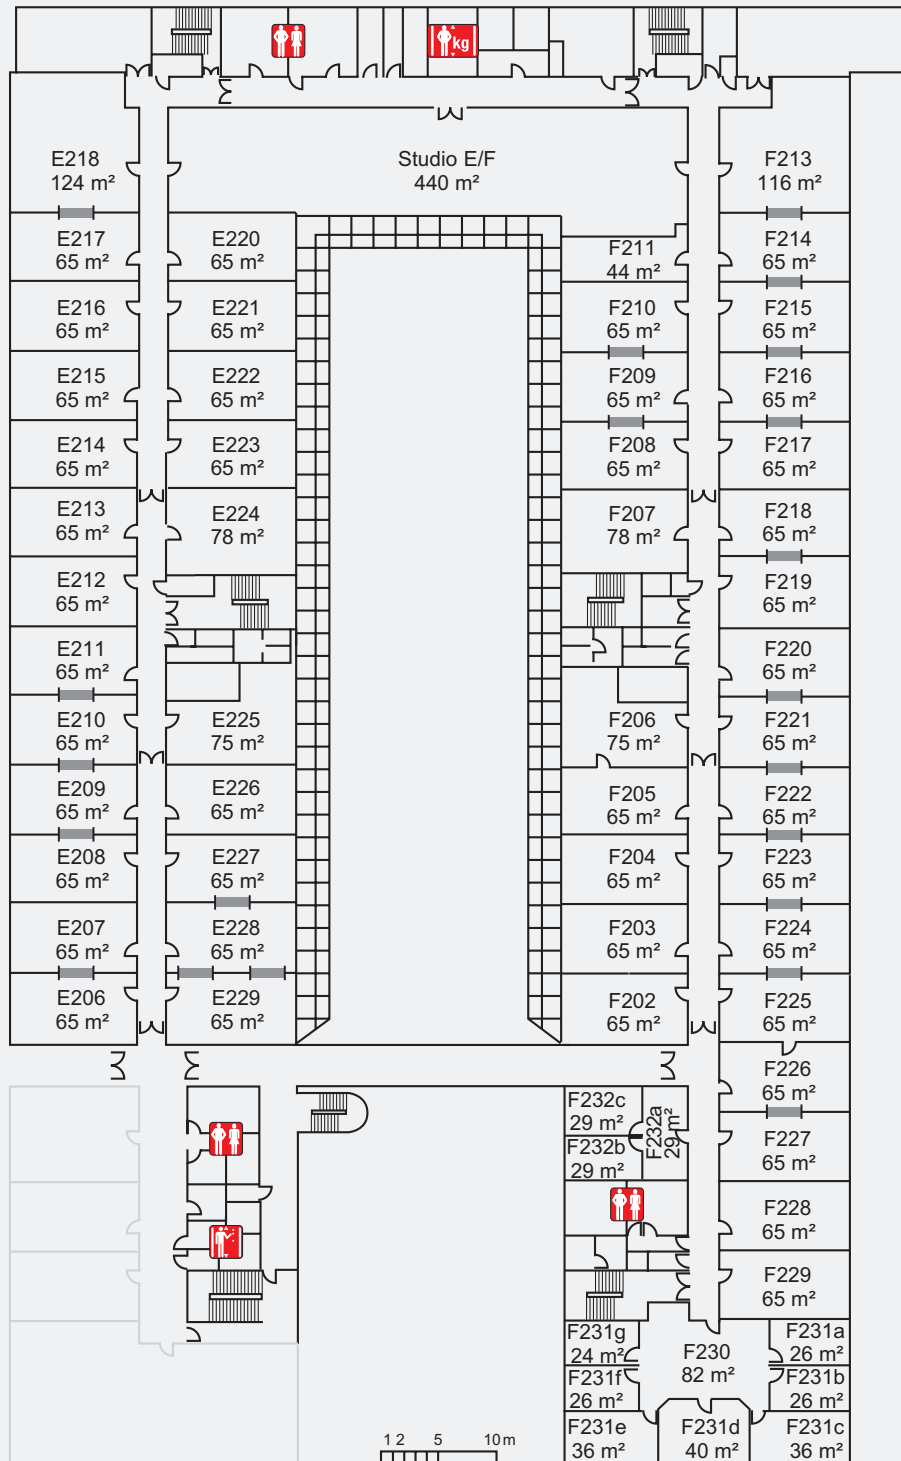 kg
E218
124 m²
Studio E/F
440 m²
F213
116 m²
E217
65 m²
E220
65 m²
F211
44 m²
F214
65 m²
E216
65 m²
E221
65 m²
F210
65 m²
F215
65 m²
E215
65 m²
E222
65 m²
F209
65 m²
F216
65 m²
E214
65 m²
E223
65 m²
F208
65 m²
F217
65 m²
E213
65 m²
E224
78 m²
F207
78 m²
F218
65 m²
E212
65 m²
F219
65 m²
E211
65 m²
F220
65 m²
E210
65 m²
E225
75 m²
F206
75 m²
F221
65 m²
E209
65 m²
E226
65 m²
F205
65 m²
F222
65 m²
E208
65 m²
E227
65 m²
F204
65 m²
F223
65 m²
E207
65 m²
E228
65 m²
F203
65 m²
F224
65 m²
E206
65 m²
E229
65 m²
F202
65 m²
F225
65 m²
F226
65 m²
F232c
29 m²
F232a
29 m²
F232b
29 m²
F227
65 m²
F228
65 m²
F229
65 m²
F231g
24 m²
F230
82 m²
F231a
26 m²
F231f
26 m²
F231b
26 m²
F231e
36 m²
F231d
40 m²
F231c
36 m²
1 2 5 10 m